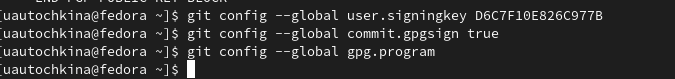 [uautochkina@fedora ~]$ git config --global user.signingkey D6C7F10E826C977B
[uautochkina@fedora ~]$ git config --global commit.gpgsign true
[uautochkina@fedora ~]$ git config --global gpg.program
[uautochkina@fedora ~]$